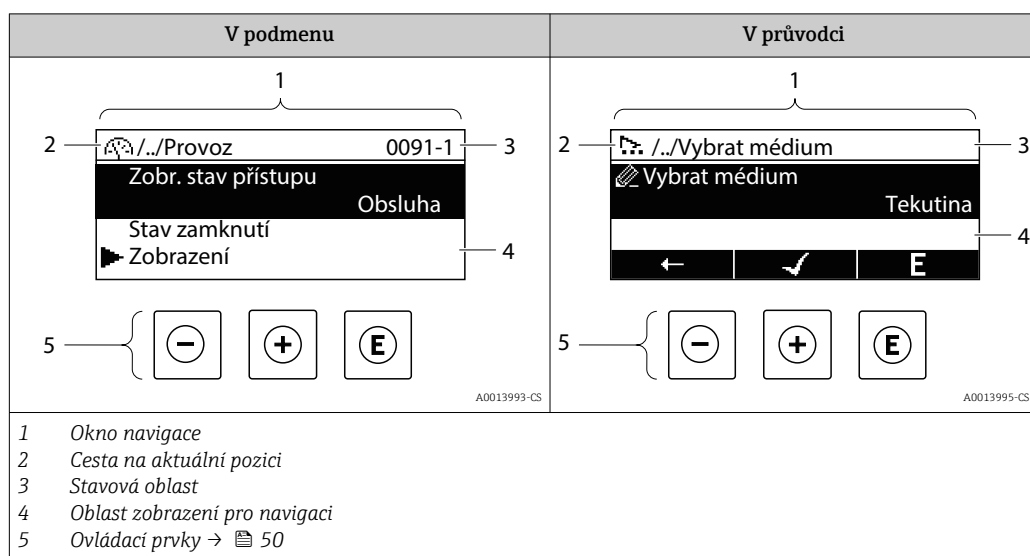 V podmenu
1
2
/../Provoz 0091-1
3
Zobr. stav přístupu
Obsluha
Stav zamknutí
Zobrazení
4
5
− + E
A0013993-CS
V průvodci
1
2
/../Vybrat médium
3
Vybrat médium
Tekutina
4
← ✓ E
5
− + E
A0013995-CS
1 Okno navigace
2 Cesta na aktuální pozici
3 Stavová oblast
4 Oblast zobrazení pro navigaci
5 Ovládací prvky → 50